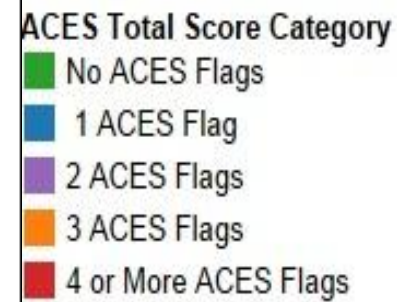 ACES Total Score Category
No ACES Flags
1 ACES Flag
2 ACES Flags
3 ACES Flags
4 or More ACES Flags